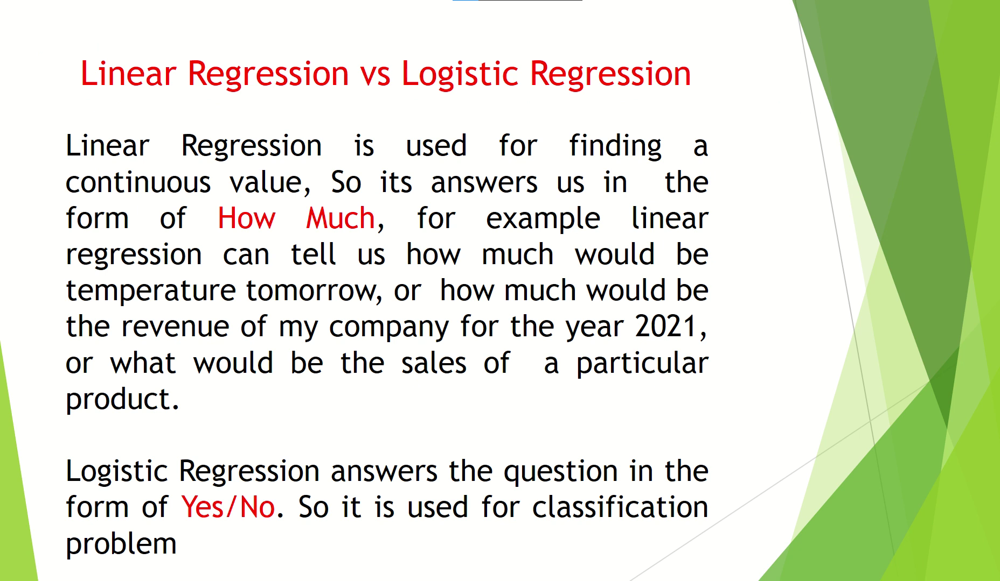 Linear Regression vs Logistic Regression
Linear Regression is used for finding a
continuous value, So its answers us in the
form of How Much, for example linear
regression can tell us how much would be
temperature tomorrow, or how much would be
the revenue of my company for the year 2021,
or what would be the sales of a particular
product.
Logistic Regression answers the question in the
form of Yes/No. So it is used for classification
problem